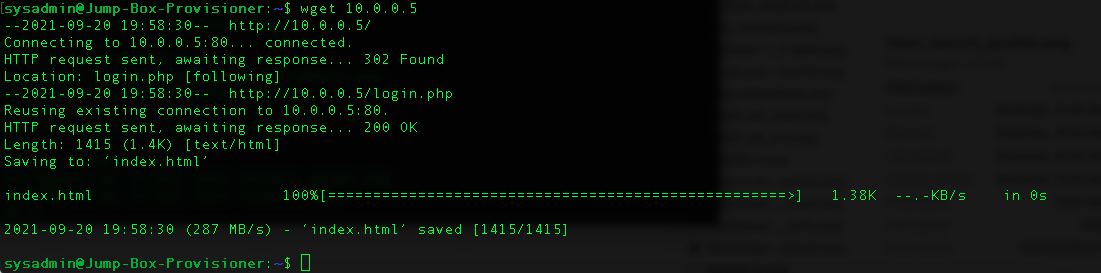 [sysadmin@Jump-Box-Provisioner:~$ wget 10.0.0.5
--2021-09-20 19:58:30--  http://10.0.0.5/
Connecting to 10.0.0.5:80... connected.
HTTP request sent, awaiting response... 302 Found
Location: login.php [following]
--2021-09-20 19:58:30--  http://10.0.0.5/login.php
Reusing existing connection to 10.0.0.5:80.
HTTP request sent, awaiting response... 200 OK
Length: 1415 (1.4K) [text/html]
Saving to: ‘index.html’
index.html                     100%[===================================================>]   1.38K  --.-KB/s    in 0s
2021-09-20 19:58:30 (287 MB/s) - ‘index.html’ saved [1415/1415]
sysadmin@Jump-Box-Provisioner:~$